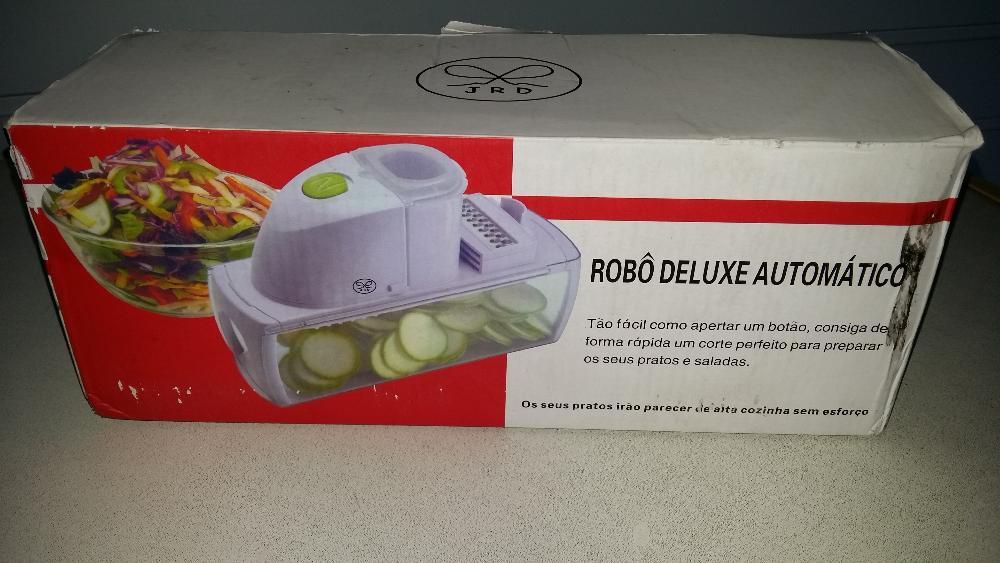 JRD
JRD
ROBÔ DELUXE AUTOMÁTICO
Tão fácil como apertar um botão, consiga de
forma rápida um corte perfeito para preparar
os seus pratos e saladas.
Os seus pratos irão parecer de alta cozinha sem esforço